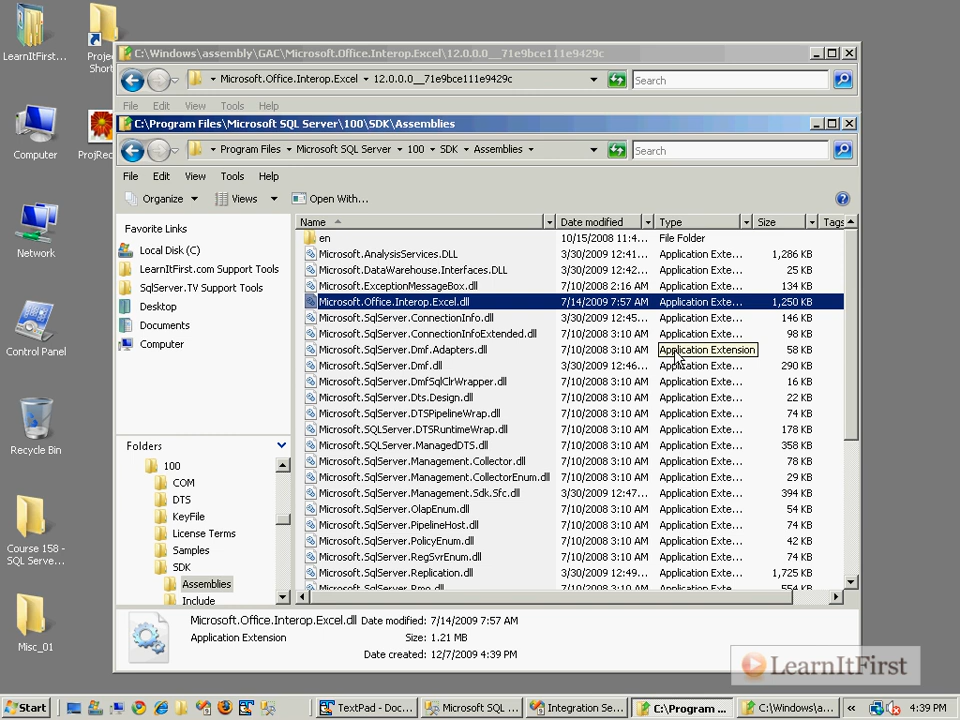 LearnItFirst...
Projec
Short
C:\Windows\assembly\GAC\Microsoft.Office.Interop.Excel\12.0.0.0__71e9bce111e9429c
Microsoft.Office.Interop.Excel 12.0.0.0__71e9bce111e9429c Search
File Edit View Tools Help
C:\Program Files\Microsoft SQL Server\100\SDK\Assemblies
Program Files Microsoft SQL Server 100 SDK Assemblies Search
File Edit View Tools Help
Organize Views Open With...
Computer
ProjRec
Network
Control Panel
Recycle Bin
Course 158 -
SQL Serve...
Misc_01
Favorite Links
Local Disk (C)
LearnItFirst.com Support Tools
SqlServer.TV Support Tools
Desktop
Documents
Computer
Folders
100
COM
DTS
KeyFile
License Terms
Samples
SDK
Assemblies
Include
Name Date modified Type Size Tags
en 10/15/2008 11:4... File Folder
Microsoft.AnalysisServices.DLL 3/30/2009 12:41... Application Exte... 1,286 KB
Microsoft.DataWarehouse.Interfaces.DLL 3/30/2009 12:42... Application Exte... 25 KB
Microsoft.ExceptionMessageBox.dll 7/10/2008 2:16 AM Application Exte... 134 KB
Microsoft.Office.Interop.Excel.dll 7/14/2009 7:57 AM Application Exte... 1,250 KB
Microsoft.SqlServer.ConnectionInfo.dll 3/30/2009 12:45... Application Exte... 146 KB
Microsoft.SqlServer.ConnectionInfoExtended.dll 7/10/2008 3:10 AM Application Exte... 98 KB
Microsoft.SqlServer.Dmf.Adapters.dll 7/10/2008 3:10 AM Application Extension 58 KB
Microsoft.SqlServer.Dmf.dll 3/30/2009 12:46... Application Exte... 290 KB
Microsoft.SqlServer.DmfSqlClrWrapper.dll 7/10/2008 3:10 AM Application Exte... 16 KB
Microsoft.SqlServer.Dts.Design.dll 7/10/2008 3:10 AM Application Exte... 22 KB
Microsoft.SqlServer.DTSPipelineWrap.dll 7/10/2008 3:10 AM Application Exte... 74 KB
Microsoft.SQLServer.DTSRuntimeWrap.dll 7/10/2008 3:10 AM Application Exte... 178 KB
Microsoft.SQLServer.ManagedDTS.dll 7/10/2008 3:10 AM Application Exte... 358 KB
Microsoft.SqlServer.Management.Collector.dll 7/10/2008 3:10 AM Application Exte... 78 KB
Microsoft.SqlServer.Management.CollectorEnum.dll 7/10/2008 3:10 AM Application Exte... 29 KB
Microsoft.SqlServer.Management.Sdk.Sfc.dll 3/30/2009 12:47... Application Exte... 394 KB
Microsoft.SqlServer.OlapEnum.dll 7/10/2008 3:10 AM Application Exte... 54 KB
Microsoft.SqlServer.PipelineHost.dll 7/10/2008 3:10 AM Application Exte... 74 KB
Microsoft.SqlServer.PolicyEnum.dll 7/10/2008 3:10 AM Application Exte... 42 KB
Microsoft.SqlServer.RegSvrEnum.dll 7/10/2008 3:10 AM Application Exte... 74 KB
Microsoft.SqlServer.Replication.dll 3/30/2009 12:49... Application Exte... 1,725 KB
Microsoft.SqlServer.Rmo.dll 7/10/2008 3:10 AM Application Exte... 554 KB
Microsoft.Office.Interop.Excel.dll Date modified: 7/14/2009 7:57 AM
Application Extension Size: 1.21 MB
Date created: 12/7/2009 4:39 PM
LearnItFirst
Start TextPad - Doc... Microsoft SQL ... Integration Se... C:\Program ... C:\Windows\a... 4:39 PM